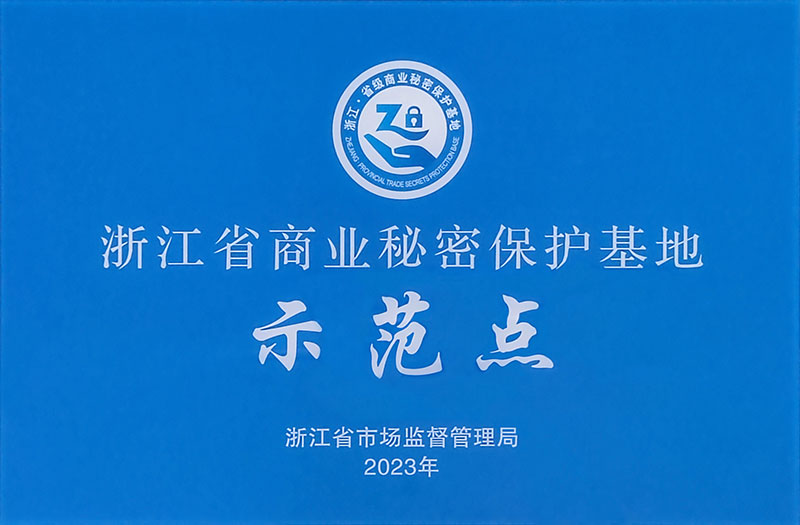 浙江·省级商业秘密保护基地
ZHEJIANG PROVINCIAL TRADE SECRETS PROTECTION BASE
浙江省商业秘密保护基地
示范点
浙江省市场监督管理局
2023年